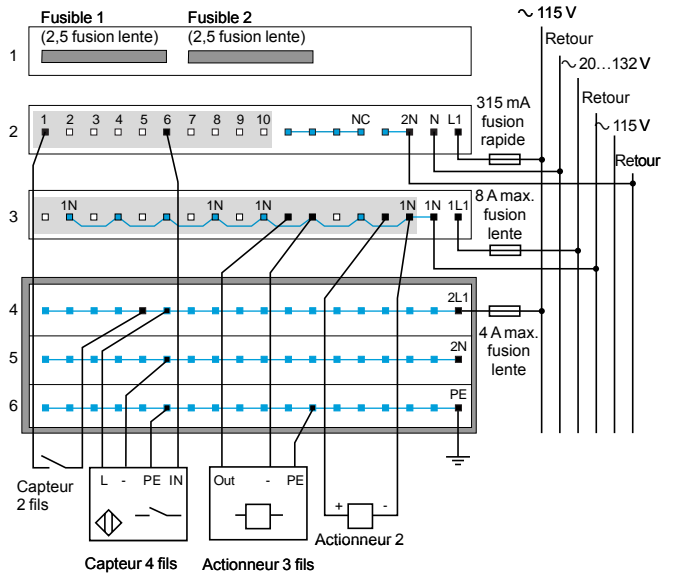 Fusible 1 Fusible 2 ~ 115 V
(2,5 fusion lente) (2,5 fusion lente) Retour
1
~ 20...132 V
Retour
~ 115 V
Retour
315 mA
fusion
rapide
2 1 2 3 4 5 6 7 8 9 10 NC 2N N L1
3 1N 1N 1N 1N 1N 1L1
8 A max.
fusion
lente
4 2L1
4 A max.
fusion
lente
5 2N
6 PE
L - PE IN Out - PE
+ -
Capteur
2 fils
Actionneur 2
Capteur 4 fils Actionneur 3 fils